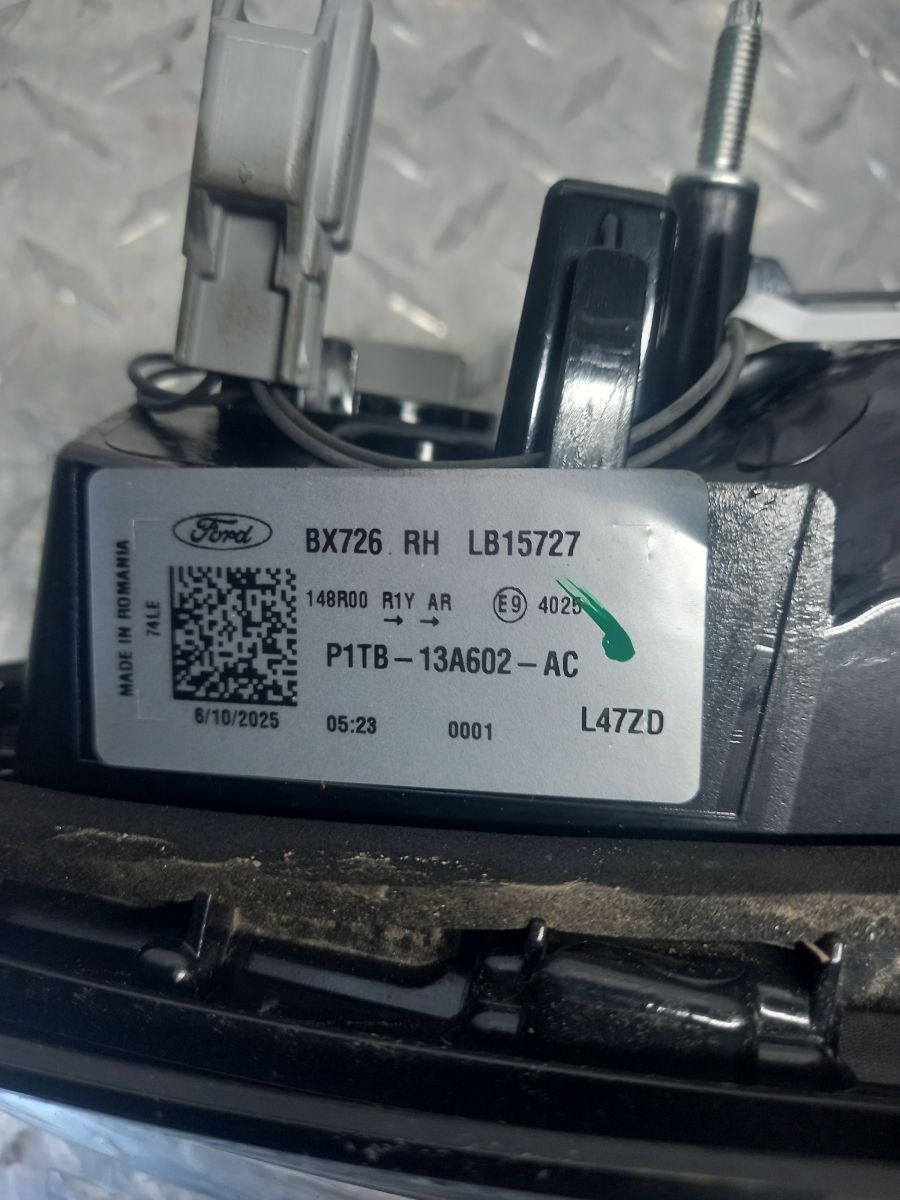 Ford
BX726 RH LB15727
MADE IN ROMANIA
74LE
148R00 R1Y AR E9 4025
→ →
P1TB-13A602-AC
6/10/2025 05:23 0001 L47ZD